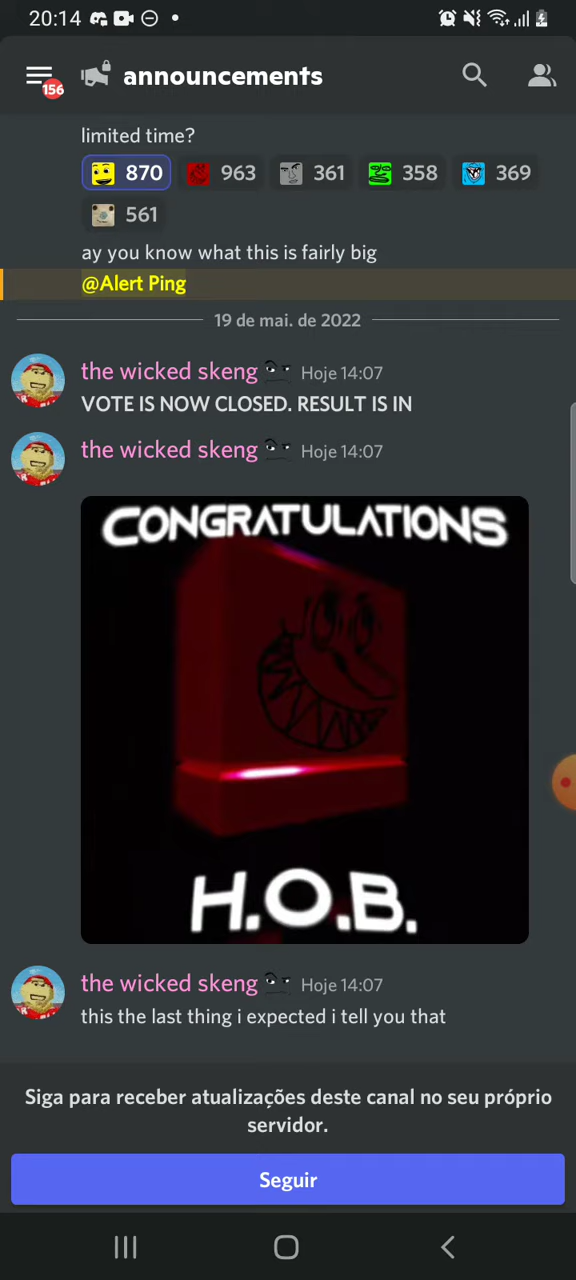 20:14
156
announcements
limited time?
870 963 361 358 369
561
ay you know what this is fairly big
@Alert Ping
19 de mai. de 2022
the wicked skeng Hoje 14:07
VOTE IS NOW CLOSED. RESULT IS IN
the wicked skeng Hoje 14:07
CONGRATULATIONS
H.O.B.
the wicked skeng Hoje 14:07
this the last thing i expected i tell you that
Siga para receber atualizações deste canal no seu próprio
servidor.
Seguir